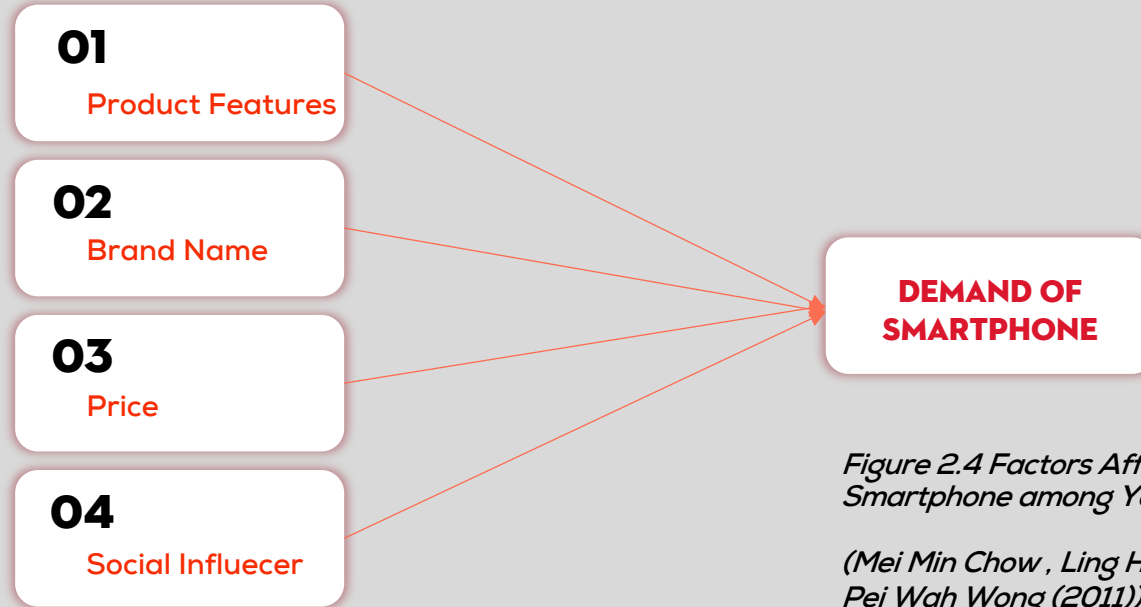 01
Product Features
02
Brand Name
03
Price
04
Social Influecer
DEMAND OF
SMARTPHONE
Figure 2.4 Factors
Smartphone among
(Mei Min Chow , Ling
Pei Wah Wong (2011))